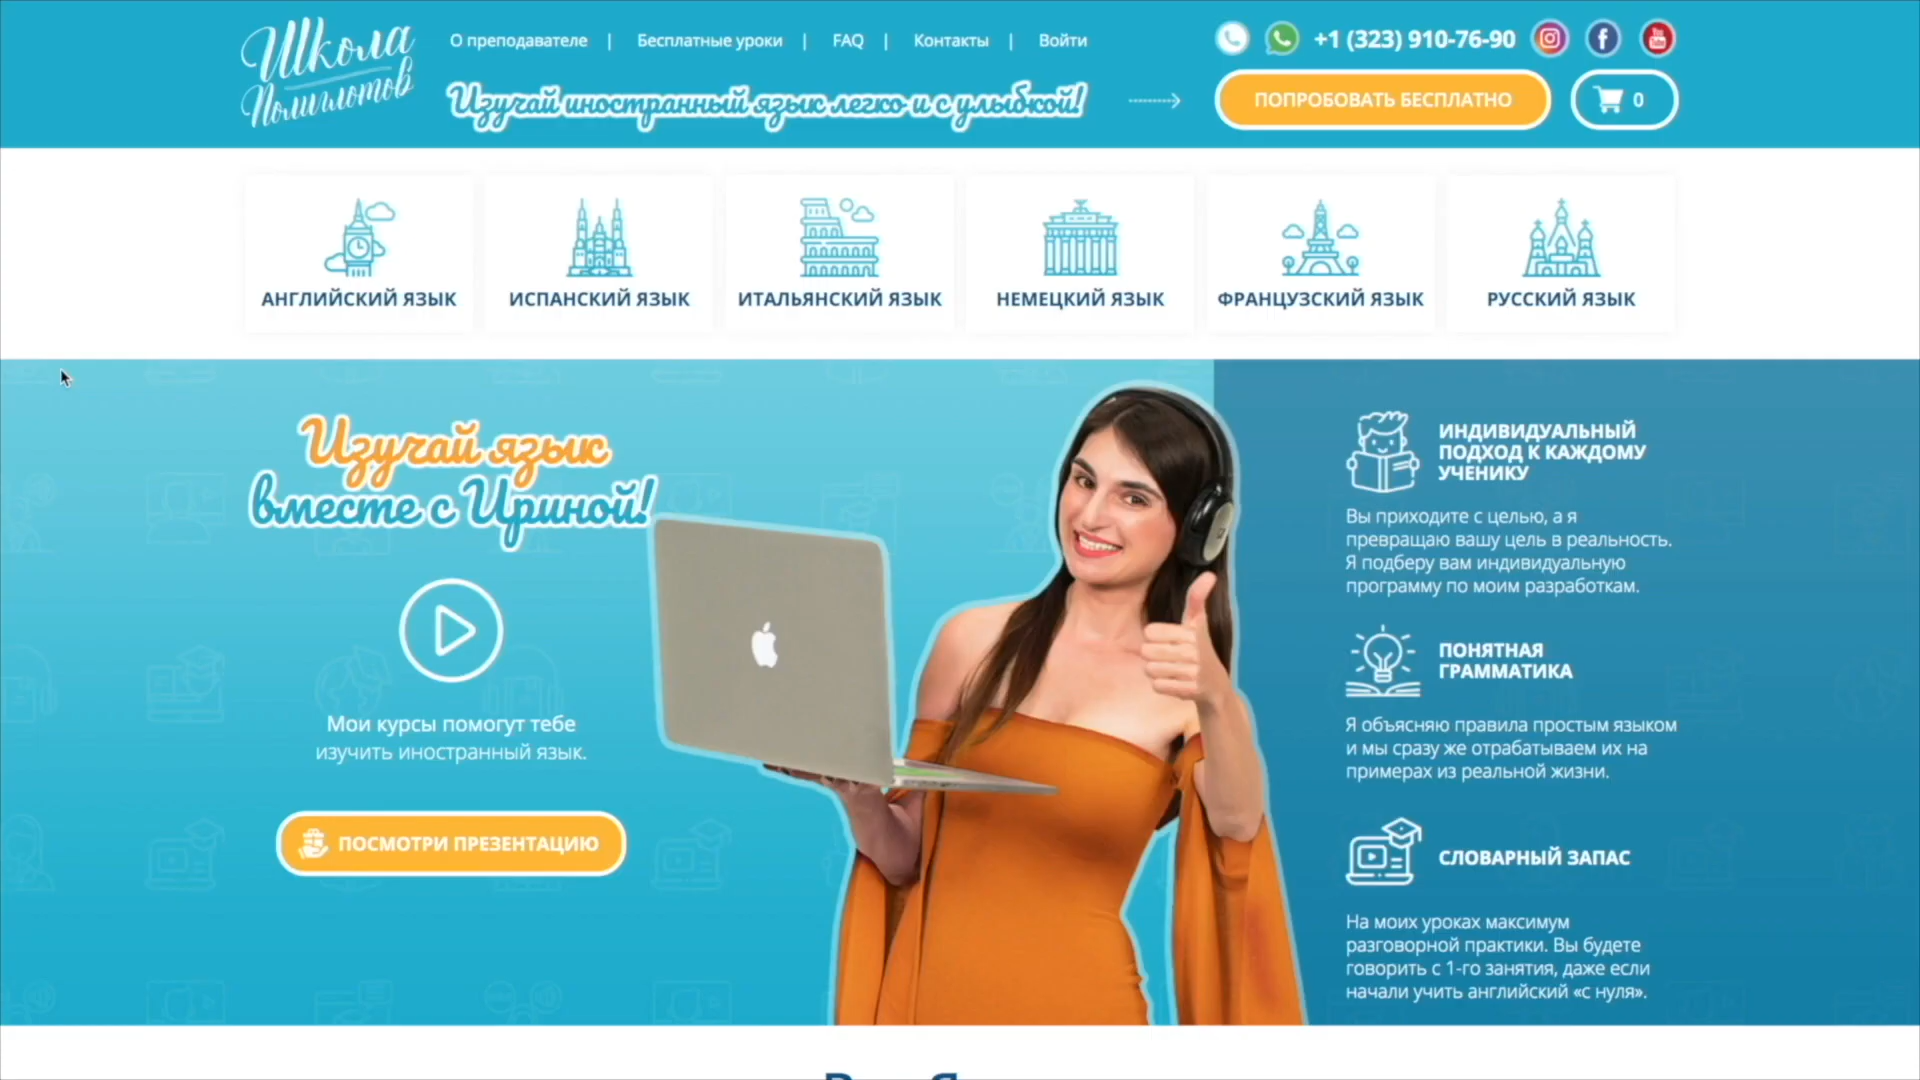 Школа
Полиглотов
О преподавателе | Бесплатные уроки | FAQ | Контакты | Войти
+1 (323) 910-76-90
You Tube
Изучай иностранный язык легко и с улыбкой!
ПОПРОБОВАТЬ БЕСПЛАТНО
0
АНГЛИЙСКИЙ ЯЗЫК
ИСПАНСКИЙ ЯЗЫК
ИТАЛЬЯНСКИЙ ЯЗЫК
НЕМЕЦКИЙ ЯЗЫК
ФРАНЦУЗСКИЙ ЯЗЫК
РУССКИЙ ЯЗЫК
Изучай язык
вместе с Ириной!
Мои курсы помогут тебе
изучить иностранный язык.
ПОСМОТРИ ПРЕЗЕНТАЦИЮ
ИНДИВИДУАЛЬНЫЙ
ПОДХОД К КАЖДОМУ
УЧЕНИКУ
Вы приходите с целью, а я
превращаю вашу цель в реальность.
Я подберу вам индивидуальную
программу по моим разработкам.
ПОНЯТНАЯ
ГРАММАТИКА
Я объясняю правила простым языком
и мы сразу же отрабатываем их на
примерах из реальной жизни.
СЛОВАРНЫЙ ЗАПАС
На моих уроках максимум
разговорной практики. Вы будете
говорить с 1-го занятия, даже если
начали учить английский «с нуля».